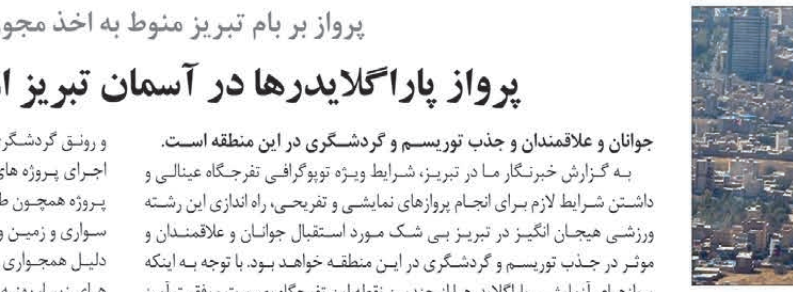 پرواز بر بام تبریز منوط به اخذ
پرواز پاراگلایدرها در آسمان تبریز
جوانان و علاقمندان و جذب توریسم و گردشگری در این منطقه است.
به گزارش خبرنگار ما در تبریز، شرایط ویژه توپوگرافی تفرجگاه عینالی و
داشتن شرایط لازم برای انجام پروازهای نمایشی و تفریحی، راه اندازی این رشته
ورزشی هیجان انگیز در تبریز بی شک مورد استقبال جوانان و علاقمندان و
موثر در جذب توریسم و گردشگری در این منطقه خواهد بود. با توجه به اینکه
و رونق
اجرای پروژه های
پروژه همچون
سواری و زمین و
دلیل همجواری